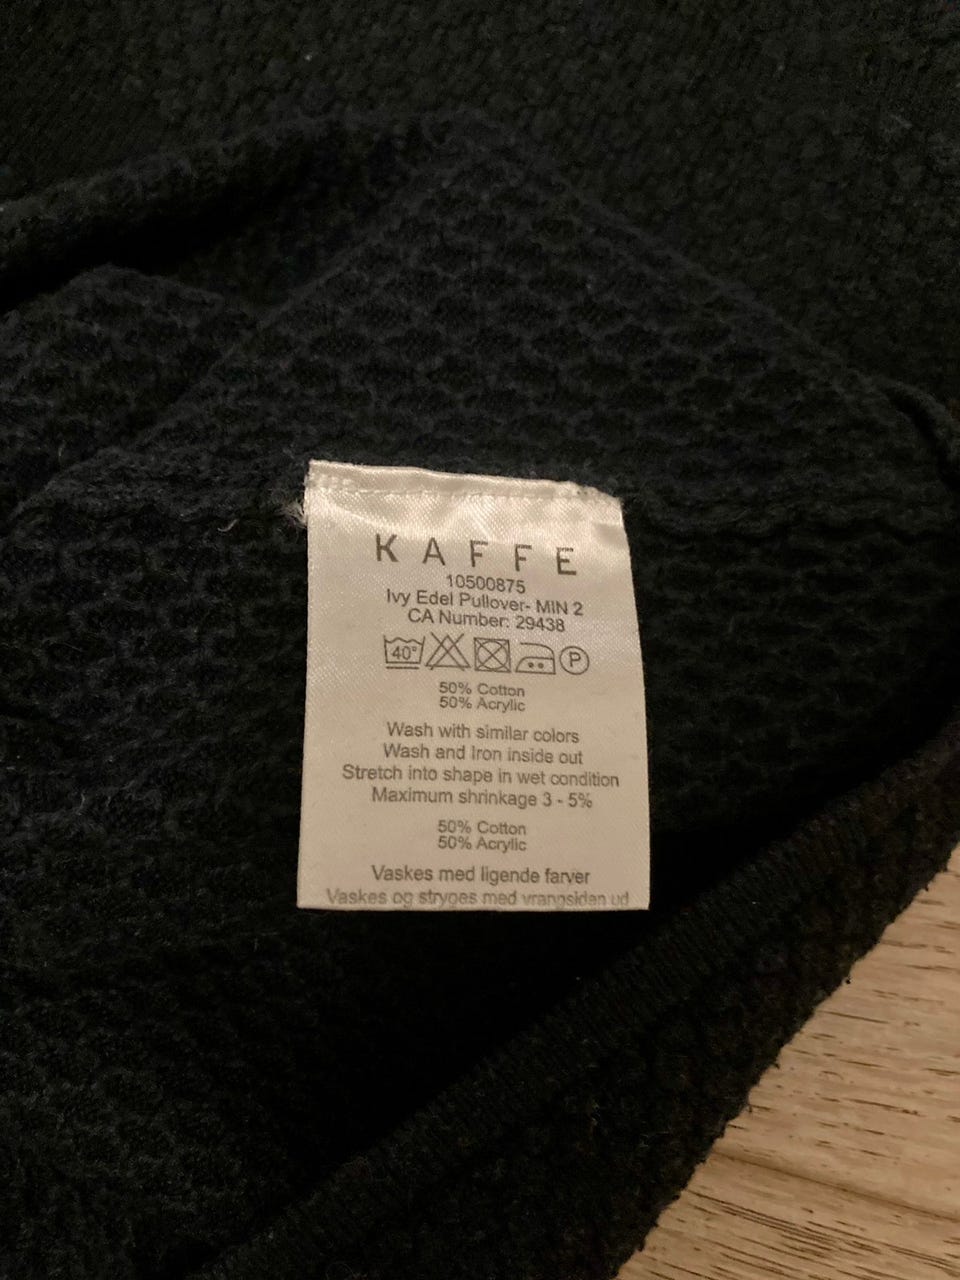 KAFFE
10500875
Ivy Edel Pullover- MIN 2
CA Number: 29438
40° P
50% Cotton
50% Acrylic
Wash with similar colors
Wash and Iron inside out
Stretch into shape in wet condition
Maximum shrinkage 3 - 5%
50% Cotton
50% Acrylic
Vaskes med ligende farver
Vaskes og stryges med vrangsidan ud